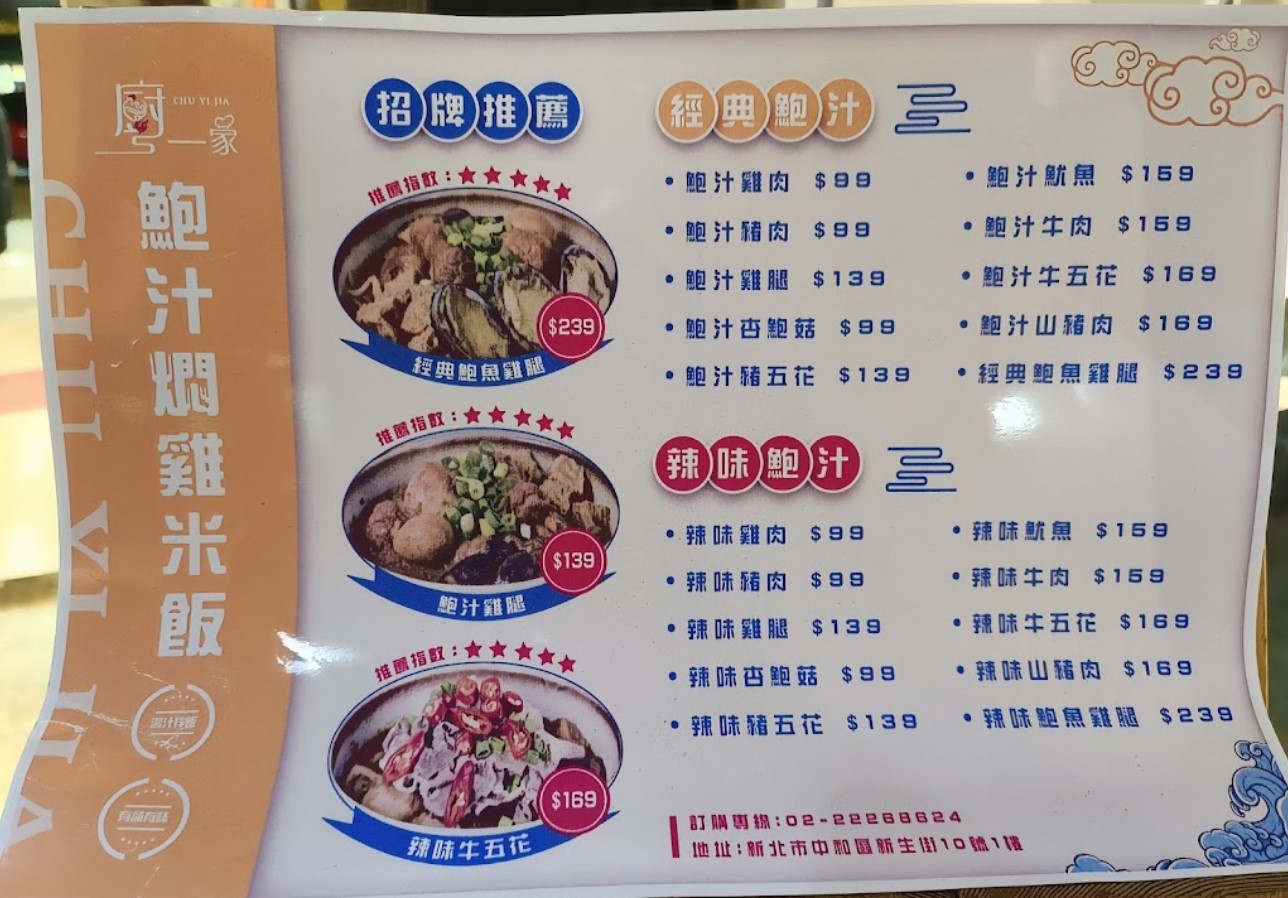 廚一家
CHU YI JIA
鮑汁燜雞米飯
CHU YI JIA
湯汁拌飯
招牌推薦
推薦指數：★★★★★
$239
經典鮑魚雞腿
推薦指數：★★★★★
$139
鮑汁雞腿
推薦指數：★★★★★
$169
辣味牛五花
經典鮑汁
• 鮑汁雞肉 $99
• 鮑汁豬肉 $99
• 鮑汁雞腿 $139
• 鮑汁杏鮑菇 $99
• 鮑汁豬五花 $139
• 鮑汁魷魚 $159
• 鮑汁牛肉 $159
• 鮑汁牛五花 $169
• 鮑汁山豬肉 $169
• 經典鮑魚雞腿 $239
辣味鮑汁
• 辣味雞肉 $99
• 辣味豬肉 $99
• 辣味雞腿 $139
• 辣味杏鮑菇 $99
• 辣味豬五花 $139
• 辣味魷魚 $159
• 辣味牛肉 $159
• 辣味牛五花 $169
• 辣味山豬肉 $169
• 辣味鮑魚雞腿 $239
訂購專線:02-22268624
地址:新北市中和區新生街10號1樓